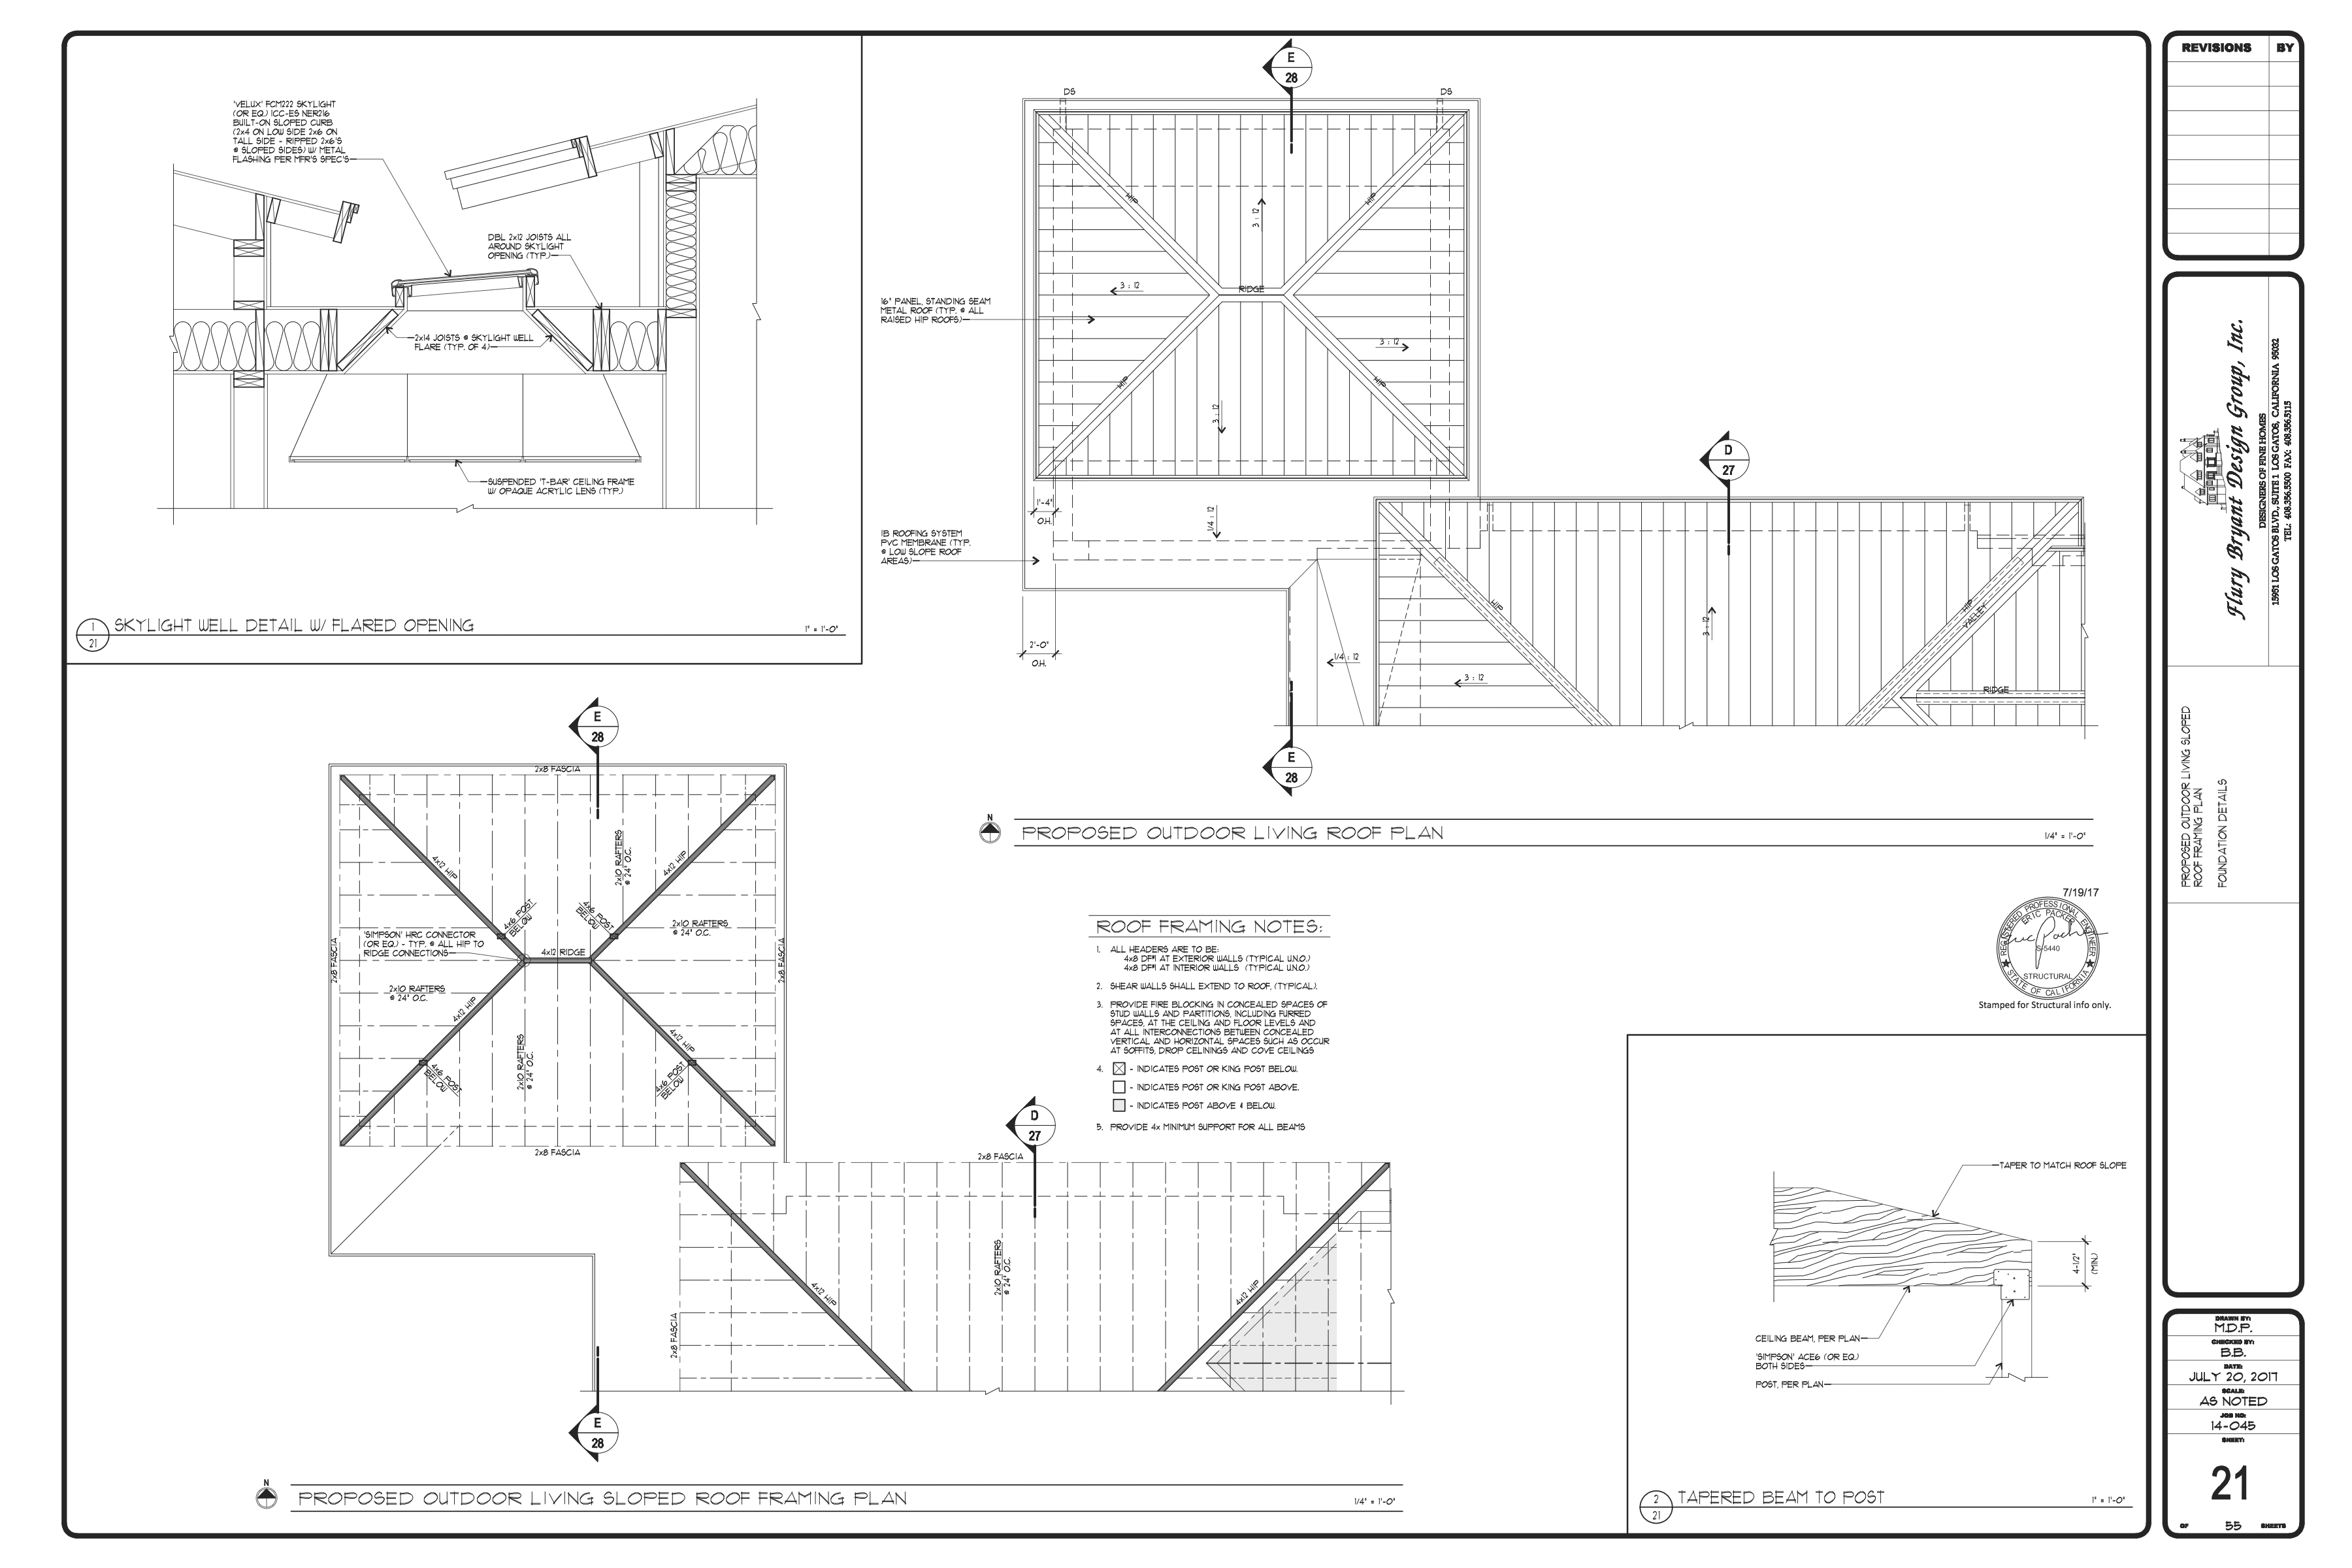 'VELUX' FCM222 SKYLIGHT
(OR EQ.) ICC-ES NER216
BUILT-ON SLOPED CURB
(2x4 ON LOW SIDE 2x6 ON
TALL SIDE - RIPPED 2x6'S
@ SLOPED SIDES) W/ METAL
FLASHING PER MFR'S SPEC'S
DBL 2x12 JOISTS ALL
AROUND SKYLIGHT
OPENING (TYP.)
2x14 JOISTS @ SKYLIGHT WELL
FLARE (TYP. OF 4)
SUSPENDED 'T-BAR' CEILING FRAME
W/ OPAQUE ACRYLIC LENS (TYP.)
1
21
SKYLIGHT WELL DETAIL W/ FLARED OPENING
1" = 1'-0"
E
28
DS
DS
HIP
HIP
3 : 12
RIDGE
3 : 12
3 : 12
HIP
HIP
3 : 12
16" PANEL, STANDING SEAM
METAL ROOF (TYP. @ ALL
RAISED HIP ROOFS)
1'-4"
O.H.
1/4 : 12
IB ROOFING SYSTEM
PVC MEMBRANE (TYP.
@ LOW SLOPE ROOF
AREAS)
2'-0"
O.H.
D
27
HIP
HIP
VALLEY
3 : 12
1/4 : 12
3 : 12
RIDGE
E
28
N
PROPOSED OUTDOOR LIVING ROOF PLAN
1/4" = 1'-0"
E
28
2x8 FASCIA
4x12 HIP
2x10 RAFTERS
@ 24" O.C.
4x12 HIP
4x6 POST
BELOW
4x6 POST
BELOW
2x10 RAFTERS
@ 24" O.C.
'SIMPSON' HRC CONNECTOR
(OR EQ.) - TYP. @ ALL HIP TO
RIDGE CONNECTIONS
4x12 RIDGE
2x8 FASCIA
2x8 FASCIA
2x10 RAFTERS
@ 24" O.C.
4x12 HIP
4x12 HIP
2x10 RAFTERS
@ 24" O.C.
4x6 POST
BELOW
4x6 POST
BELOW
2x8 FASCIA
D
27
2x8 FASCIA
2x10 RAFTERS
@ 24" O.C.
4x12 HIP
4x12 HIP
2x8 FASCIA
E
28
N
PROPOSED OUTDOOR LIVING SLOPED ROOF FRAMING PLAN
1/4" = 1'-0"
ROOF FRAMING NOTES:
1. ALL HEADERS ARE TO BE:
4x8 DF#1 AT EXTERIOR WALLS (TYPICAL U.N.O.)
4x8 DF#1 AT INTERIOR WALLS (TYPICAL U.N.O.)
2. SHEAR WALLS SHALL EXTEND TO ROOF, (TYPICAL).
3. PROVIDE FIRE BLOCKING IN CONCEALED SPACES OF
STUD WALLS AND PARTITIONS, INCLUDING FURRED
SPACES, AT THE CEILING AND FLOOR LEVELS AND
AT ALL INTERCONNECTIONS BETWEEN CONCEALED
VERTICAL AND HORIZONTAL SPACES SUCH AS OCCUR
AT SOFFITS, DROP CELININGS AND COVE CEILINGS
4. - INDICATES POST OR KING POST BELOW.
- INDICATES POST OR KING POST ABOVE.
- INDICATES POST ABOVE & BELOW.
5. PROVIDE 4x MINIMUM SUPPORT FOR ALL BEAMS
7/19/17
REGISTERED PROFESSIONAL ENGINEER
ERIC PACKER
S-5440
STRUCTURAL
STATE OF CALIFORNIA
Stamped for Structural info only.
TAPER TO MATCH ROOF SLOPE
4-1/2"
(MIN.)
CEILING BEAM, PER PLAN
'SIMPSON' ACE6 (OR EQ.)
BOTH SIDES
POST, PER PLAN
2
21
TAPERED BEAM TO POST
1" = 1'-0"
REVISIONS BY
Flury Bryant Design Group, Inc.
DESIGNERS OF FINE HOMES
15951 LOS GATOS BLVD., SUITE 1 LOS GATOS, CALIFORNIA 95032
TEL: 408.356.5500 FAX: 408.356.5115
PROPOSED OUTDOOR LIVING SLOPED
ROOF FRAMING PLAN
FOUNDATION DETAILS
DRAWN BY:
M.D.P.
CHECKED BY:
B.B.
DATE:
JULY 20, 2017
SCALE:
AS NOTED
JOB NO:
14-045
SHEET:
21
OF 55 SHEETS